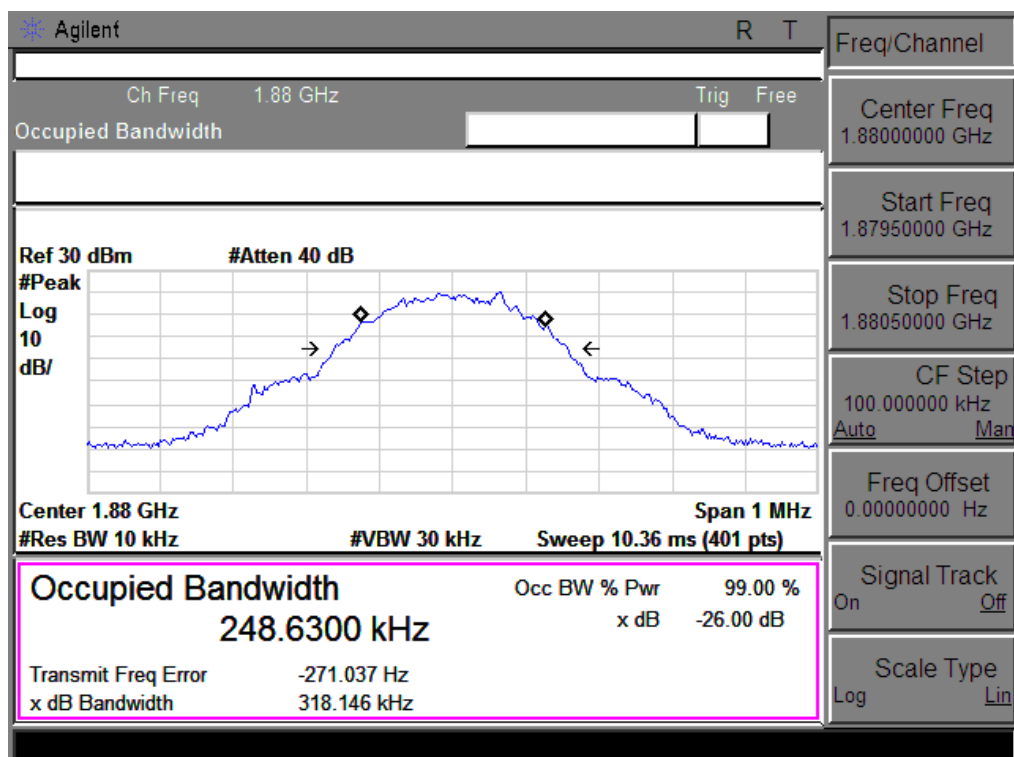 Agilent R T
Ch Freq 1.88 GHz Trig Free
Occupied Bandwidth
Ref 30 dBm #Atten 40 dB
#Peak
Log
10
dB/
Center 1.88 GHz Span 1 MHz
#Res BW 10 kHz #VBW 30 kHz Sweep 10.36 ms (401 pts)
Occupied Bandwidth Occ BW % Pwr 99.00 %
248.6300 kHz x dB -26.00 dB
Transmit Freq Error -271.037 Hz
x dB Bandwidth 318.146 kHz
Freq/Channel
Center Freq
1.88000000 GHz
Start Freq
1.87950000 GHz
Stop Freq
1.88050000 GHz
CF Step
100.000000 kHz
Auto Man
Freq Offset
0.00000000 Hz
Signal Track
On Off
Scale Type
Log Lin